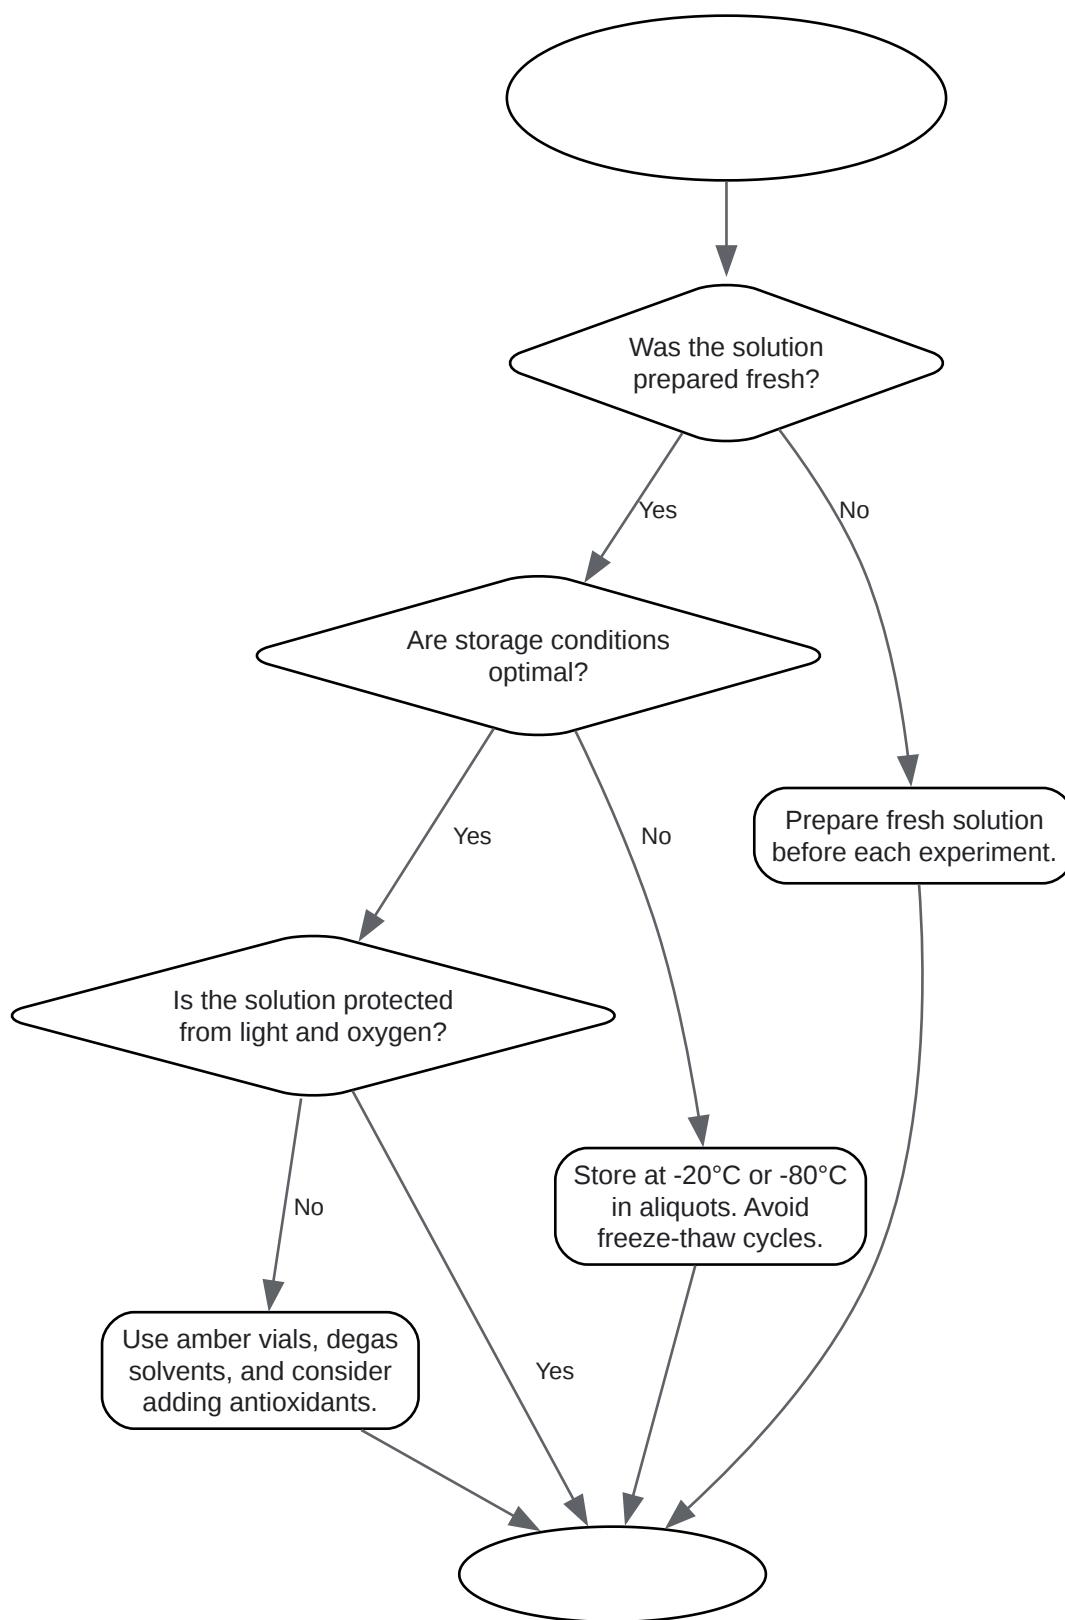 Was the solution
prepared fresh?
Yes
No
Are storage conditions
optimal?
Yes
No
Prepare fresh solution
before each experiment.
Is the solution protected
from light and oxygen?
No
Yes
Store at -20°C or -80°C
in aliquots. Avoid
freeze-thaw cycles.
Use amber vials, degas
solvents, and consider
adding antioxidants.